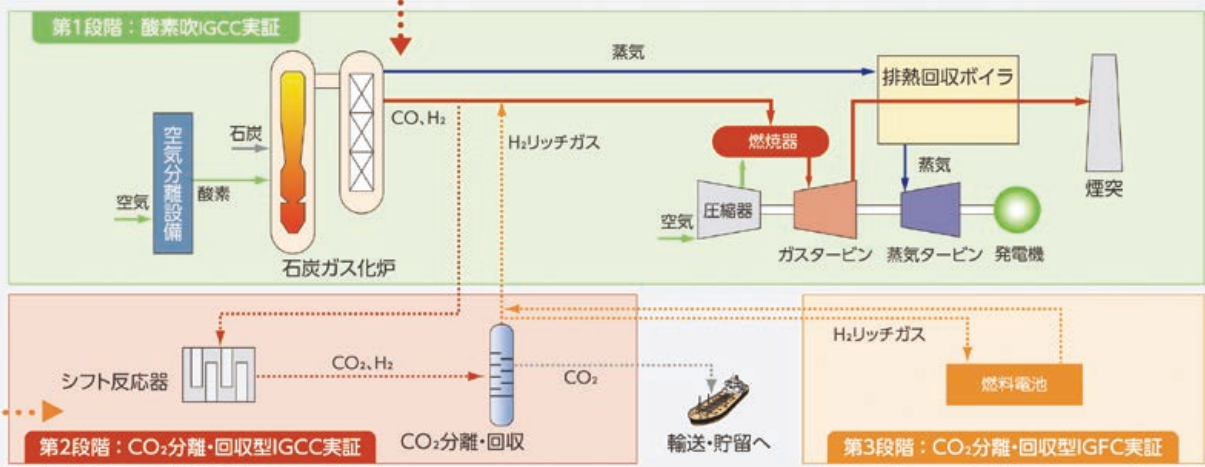 第1段階：酸素吹IGCC実証
蒸気
排熱回収ボイラ
CO、H₂
石炭
H₂リッチガス
燃焼器
空気分離設備
酸素
空気
蒸気
煙突
圧縮器
空気
石炭ガス化炉
ガスタービン
蒸気タービン
発電機
H₂リッチガス
シフト反応器
CO₂、H₂
CO₂
燃料電池
第2段階：CO₂分離・回収型IGCC実証
CO₂分離・回収
輸送・貯留へ
第3段階：CO₂分離・回収型IGFC実証